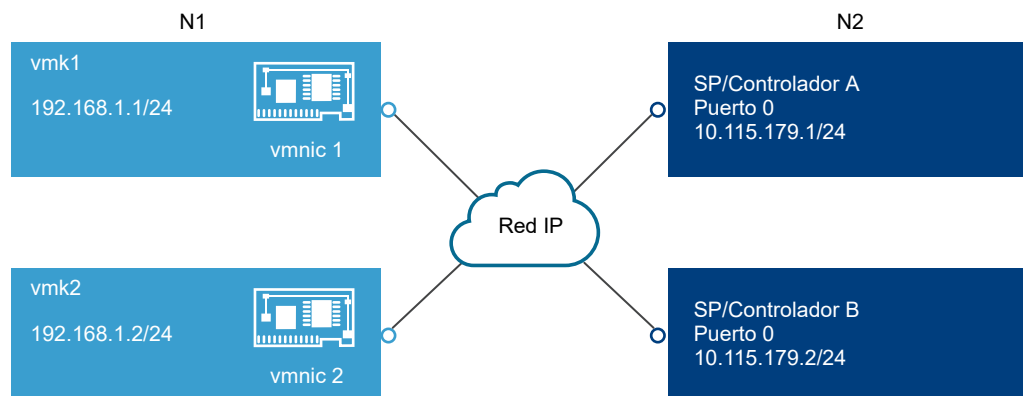 N1
N2
vmk1
192.168.1.1/24
vmnic 1
SP/Controlador A
Puerto 0
10.115.179.1/24
Red IP
vmk2
192.168.1.2/24
vmnic 2
SP/Controlador B
Puerto 0
10.115.179.2/24